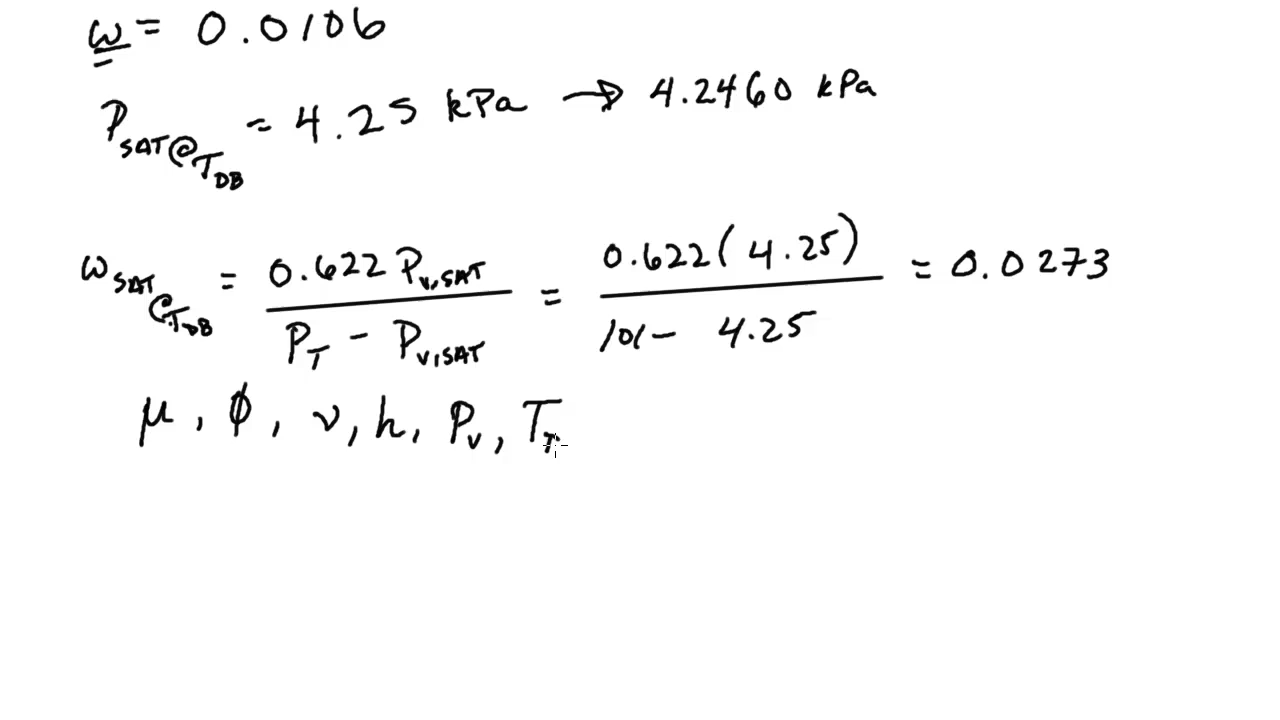 ω = 0.0106
P_SAT@T_DB = 4.25 kPa → 4.2460 kPa
ω_SAT@T_DB = 0.622 P_V,SAT / P_T - P_V,SAT = 0.622(4.25) / 101 - 4.25 = 0.0273
μ, φ, ν, h, P_V, T